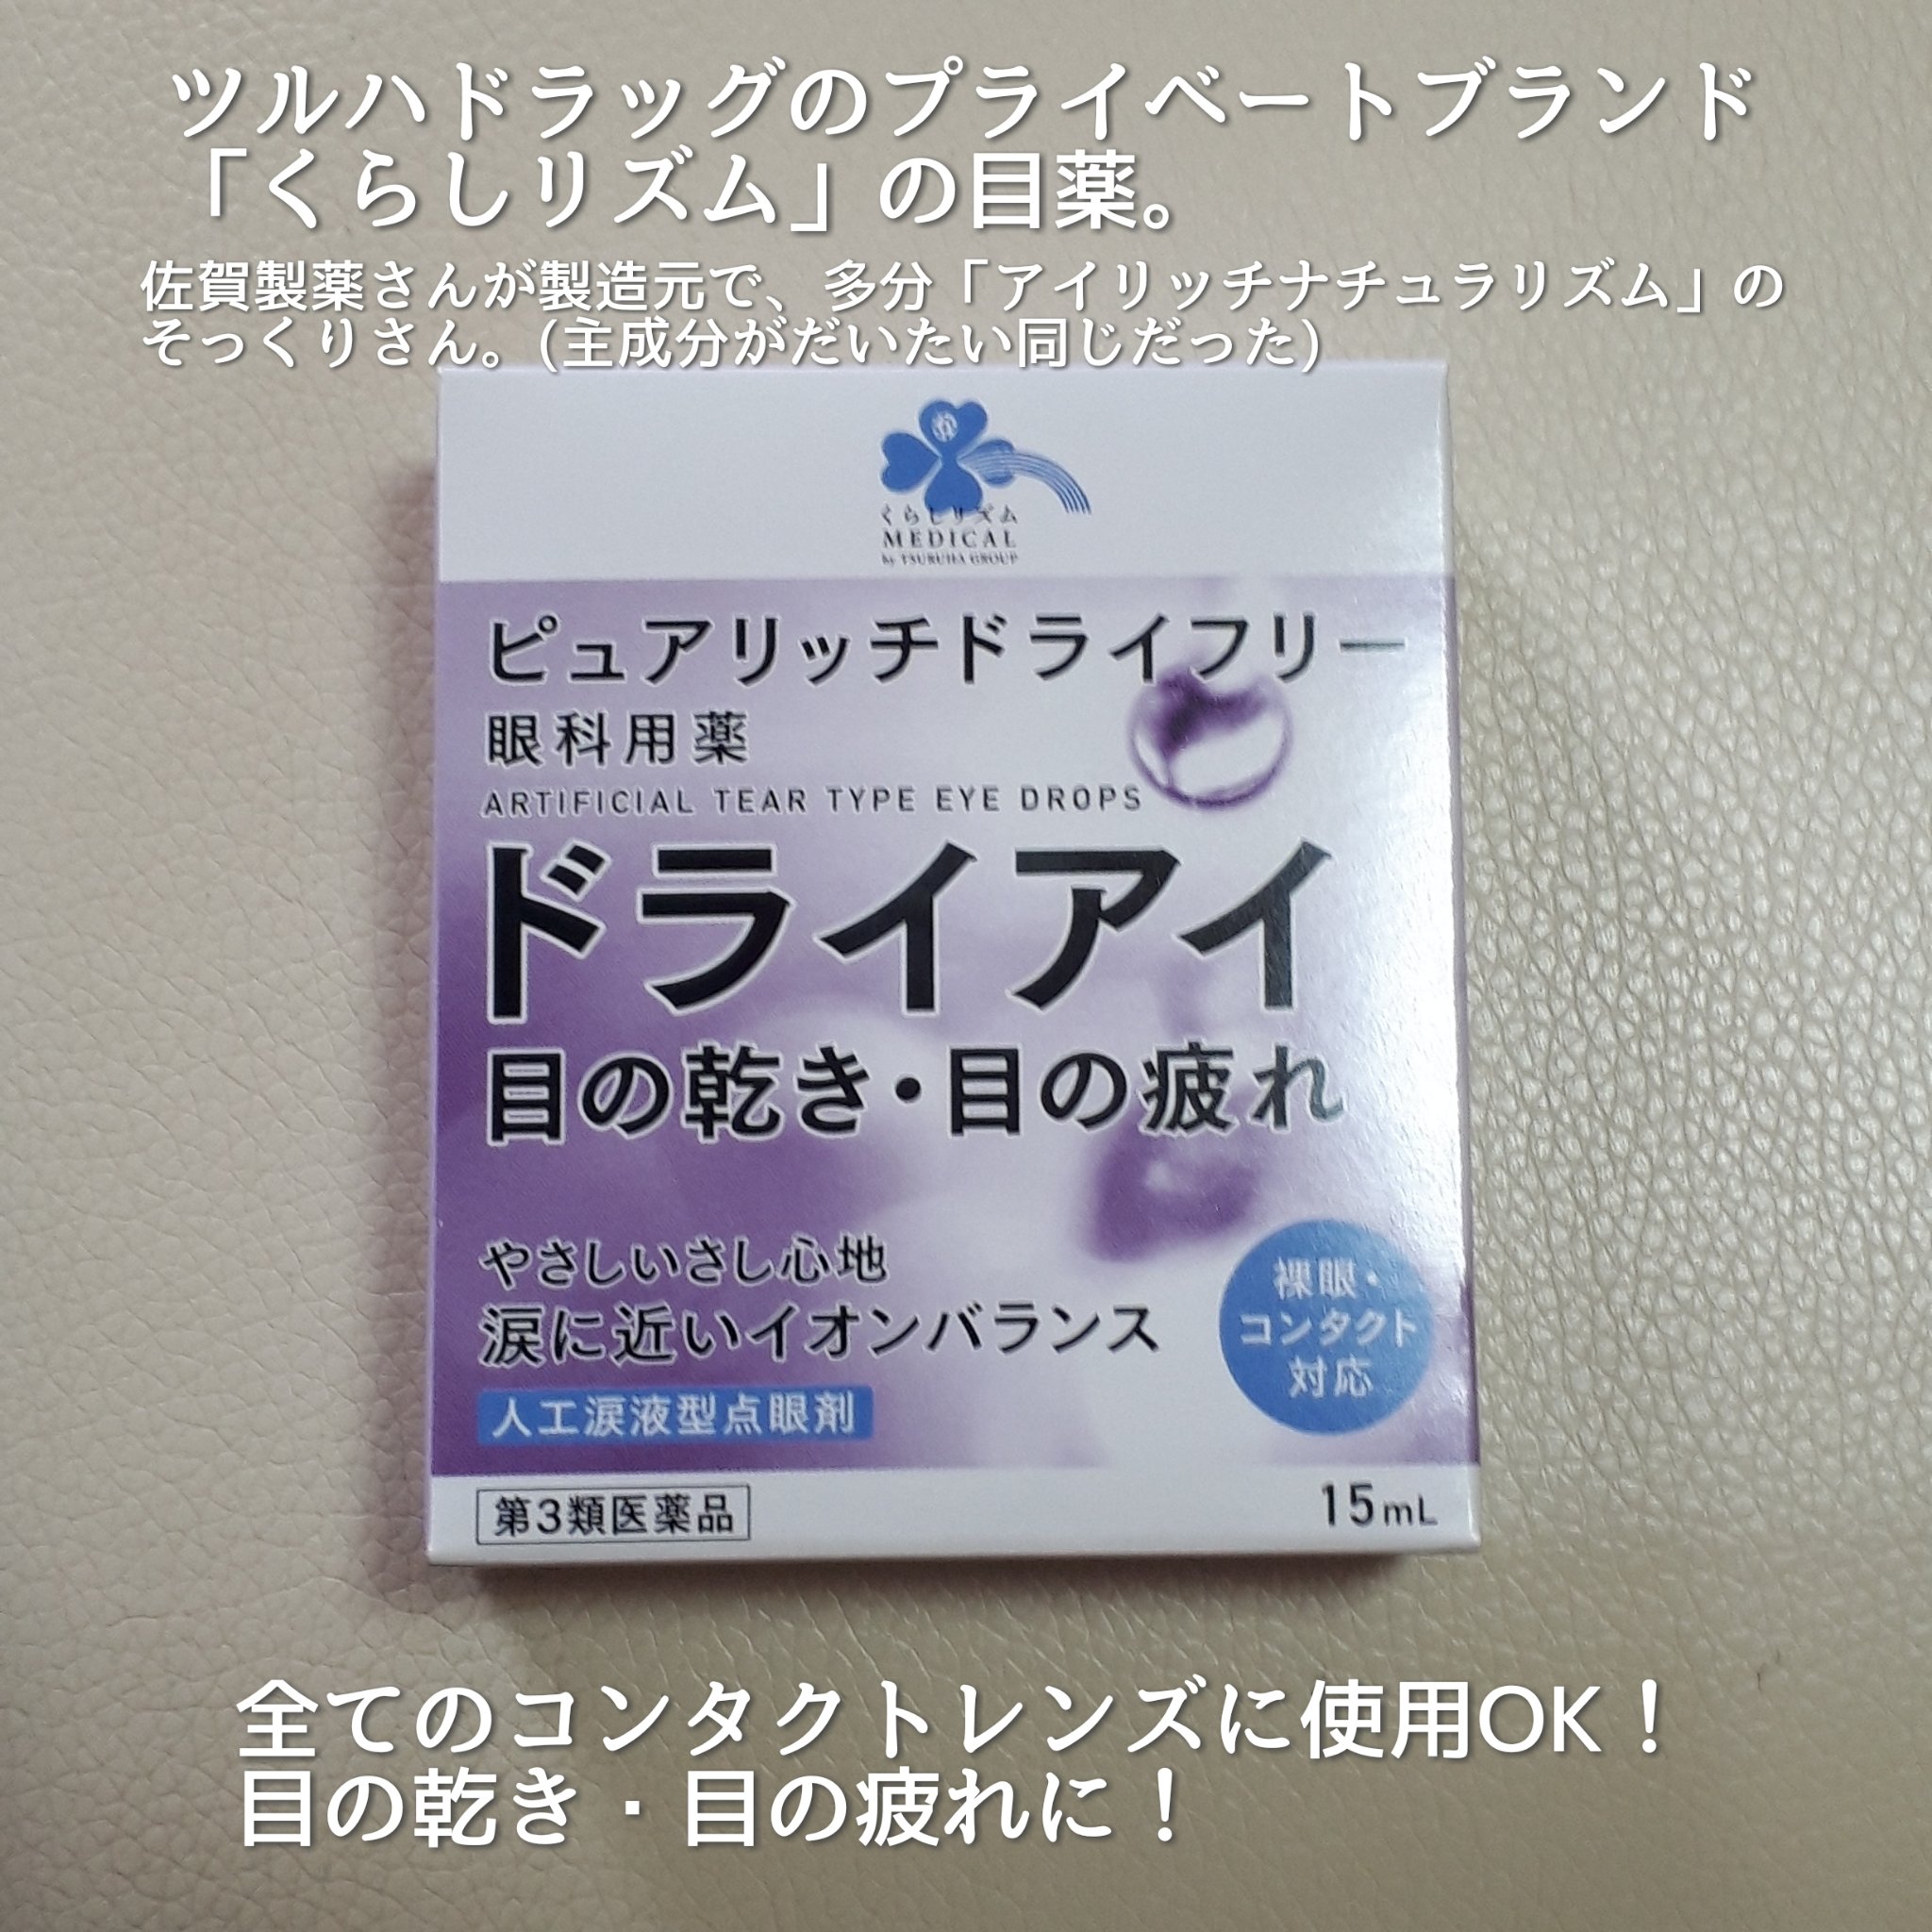 ツルハドラッグのプライベートブランド
「くらしリズム」の目薬。
佐賀製薬さんが製造元で、多分「アイリッチナチュラリズム」の
そっくりさん。(主成分がだいたい同じだった)
くらしリズム
MEDICAL
by TSURUHA GROUP
ピュアリッチドライフリー
眼科用薬
ARTIFICIAL TEAR TYPE EYE DROPS
ドライアイ
目の乾き・目の疲れ
やさしいさし心地
涙に近いイオンバランス
裸眼・
コンタクト
対応
人工涙液型点眼剤
第3類医薬品
15mL
全てのコンタクトレンズに使用OK！
目の乾き・目の疲れに！